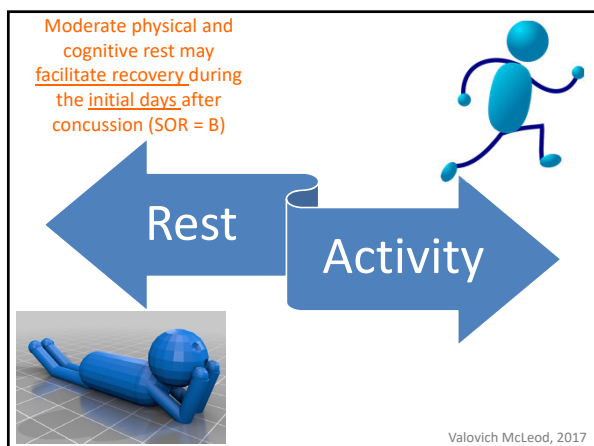 Moderate physical and
cognitive rest may
facilitate recovery during
the initial days after
concussion (SOR = B)
Rest
Activity
Valovich McLeod, 2017